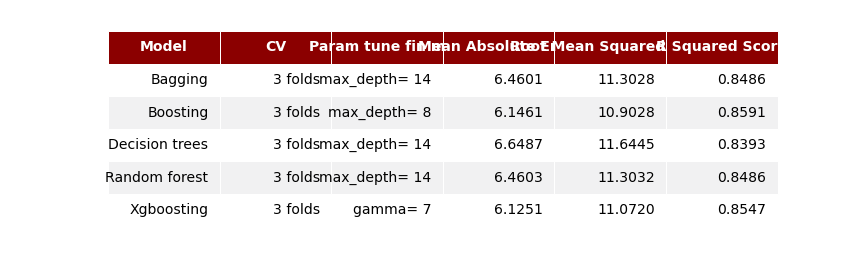 Model CV Param tune fi Mean Absolute Er Root Mean Squared R Squared Scor
Bagging 3 folds max_depth= 14 6.4601 11.3028 0.8486
Boosting 3 folds max_depth= 8 6.1461 10.9028 0.8591
Decision trees 3 folds max_depth= 14 6.6487 11.6445 0.8393
Random forest 3 folds max_depth= 14 6.4603 11.3032 0.8486
Xgboosting 3 folds gamma= 7 6.1251 11.0720 0.8547